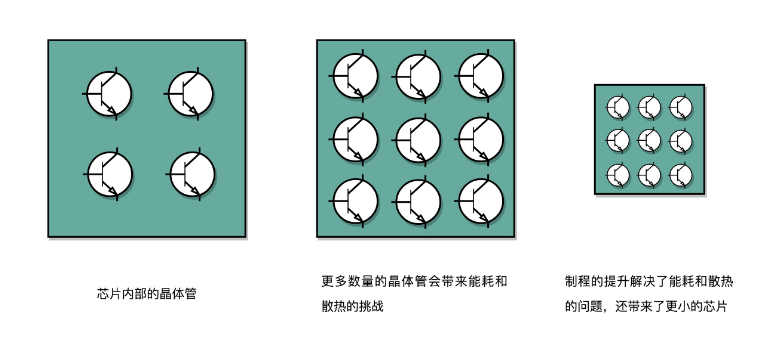 芯片内部的晶体管
更多数量的晶体管会带来能耗和
散热的挑战
制程的提升解决了能耗和散热
的问题，还带来了更小的芯片